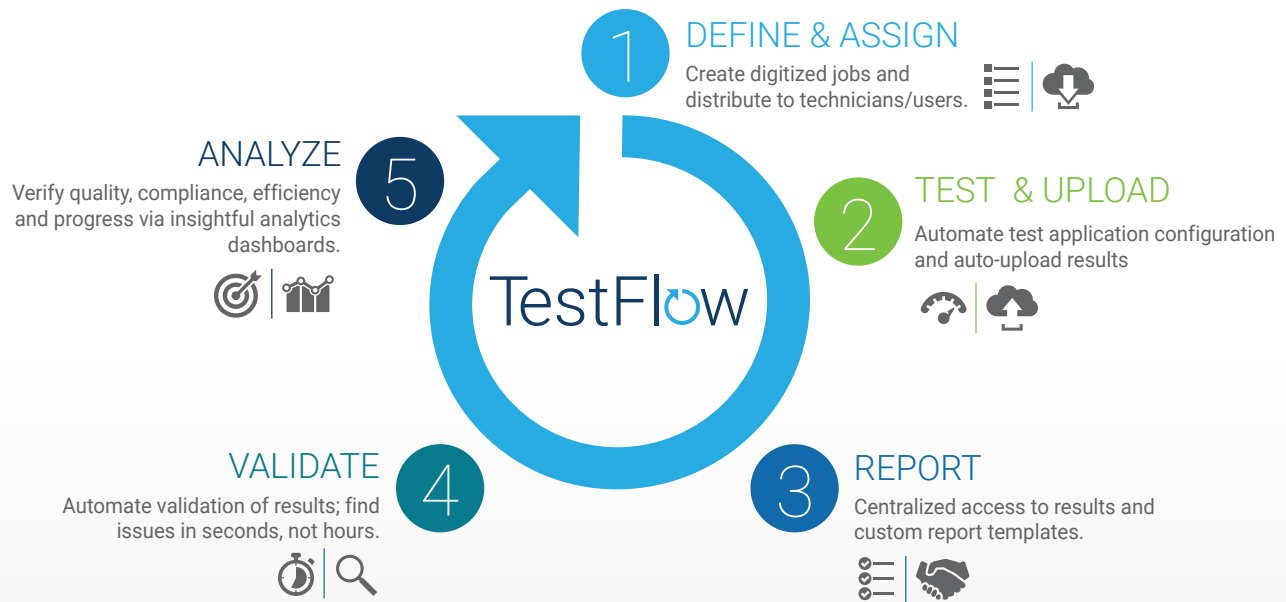 1
DEFINE & ASSIGN
Create digitized jobs and
distribute to technicians/users.
2
TEST & UPLOAD
Automate test application configuration
and auto-upload results
3
REPORT
Centralized access to results and
custom report templates.
4
VALIDATE
Automate validation of results; find
issues in seconds, not hours.
5
ANALYZE
Verify quality, compliance, efficiency
and progress via insightful analytics
dashboards.
TestFlow